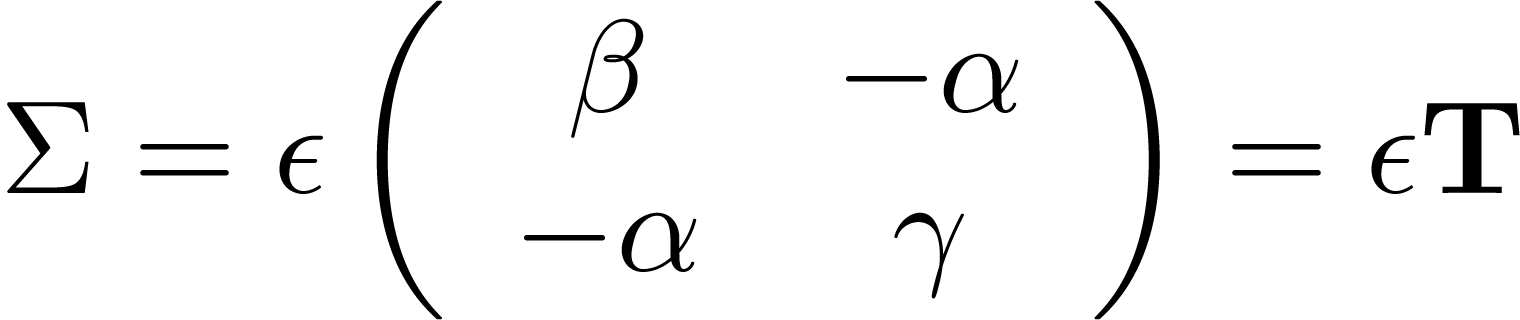 Σ = ϵ ( β −α
−α γ ) = ϵT